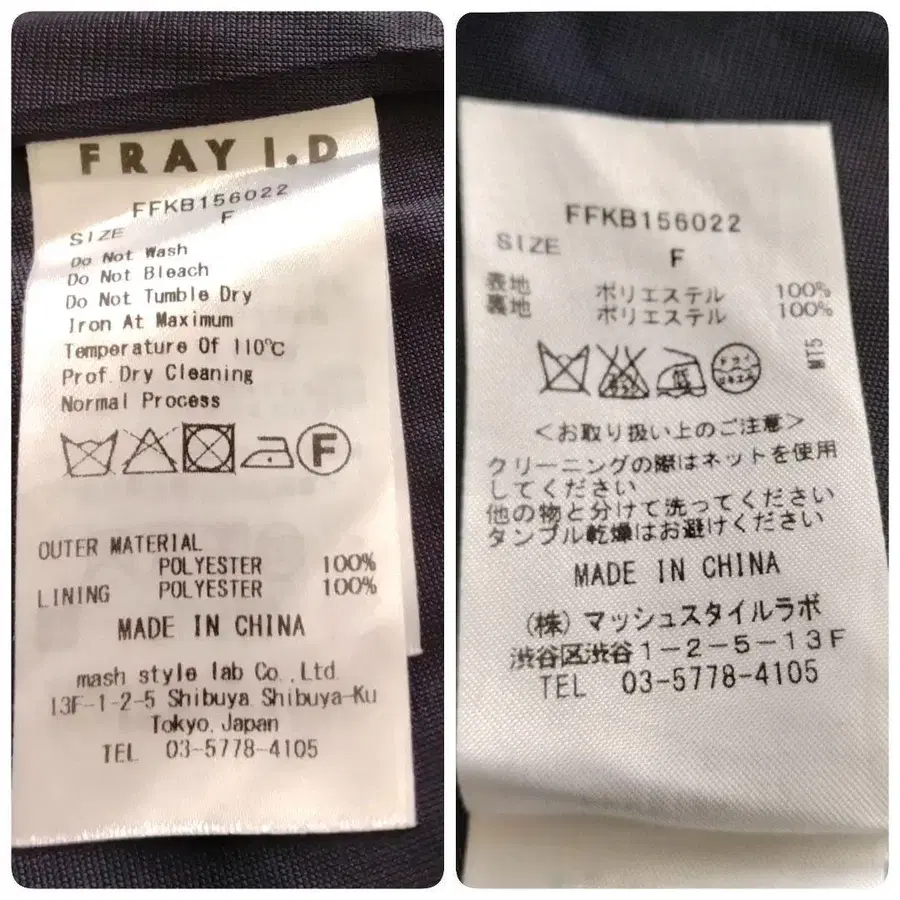 FRAY I.D
FFKB156022
SIZE F
Do Not Wash
Do Not Bleach
Do Not Tumble Dry
Iron At Maximum
Temperature Of 110℃
Prof.Dry Cleaning
Normal Process
F
OUTER MATERIAL
POLYESTER 100%
LINING POLYESTER 100%
MADE IN CHINA
mash style lab Co.,Ltd.
13F-1-2-5 Shibuya Shibuya-Ku
Tokyo,Japan
TEL 03-5778-4105
FFKB156022
SIZE F
表地 ポリエステル 100%
裏地 ポリエステル 100%
低
ドライ
MT5
<お取り扱い上のご注意>
クリーニングの際はネットを使用
してください
他の物と分けて洗ってください
タンブル乾燥はお避けください
MADE IN CHINA
(株)マッシュスタイルラボ
渋谷区渋谷1-2-5-13F
TEL 03-5778-4105